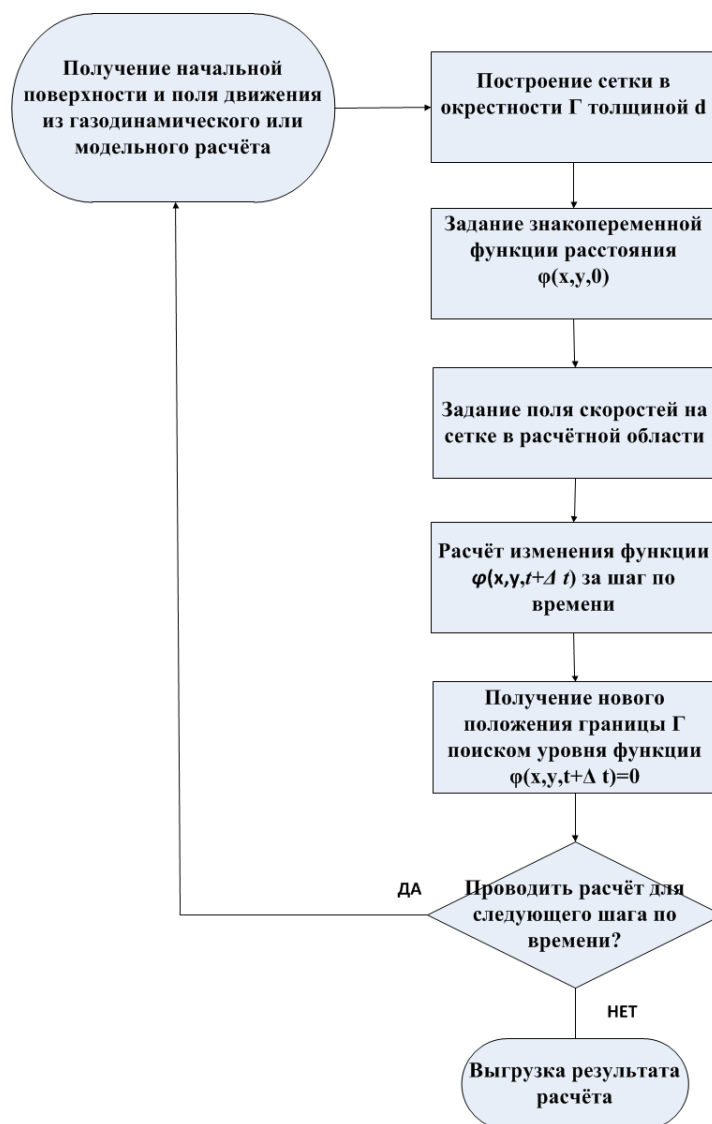 Получение начальной
поверхности и поля движения
из газодинамического или
модельного расчёта
Построение сетки в
окрестности Г толщиной d
Задание знакопеременной
функции расстояния
φ(x,y,0)
Задание поля скоростей на
сетке в расчётной области
Расчёт изменения функции
φ(x,y,t+Δ t) за шаг по
времени
Получение нового
положения границы Г
поиском уровня функции
φ(x,y,t+Δ t)=0
ДА
Проводить расчёт для
следующего шага по
времени?
НЕТ
Выгрузка результата
расчёта